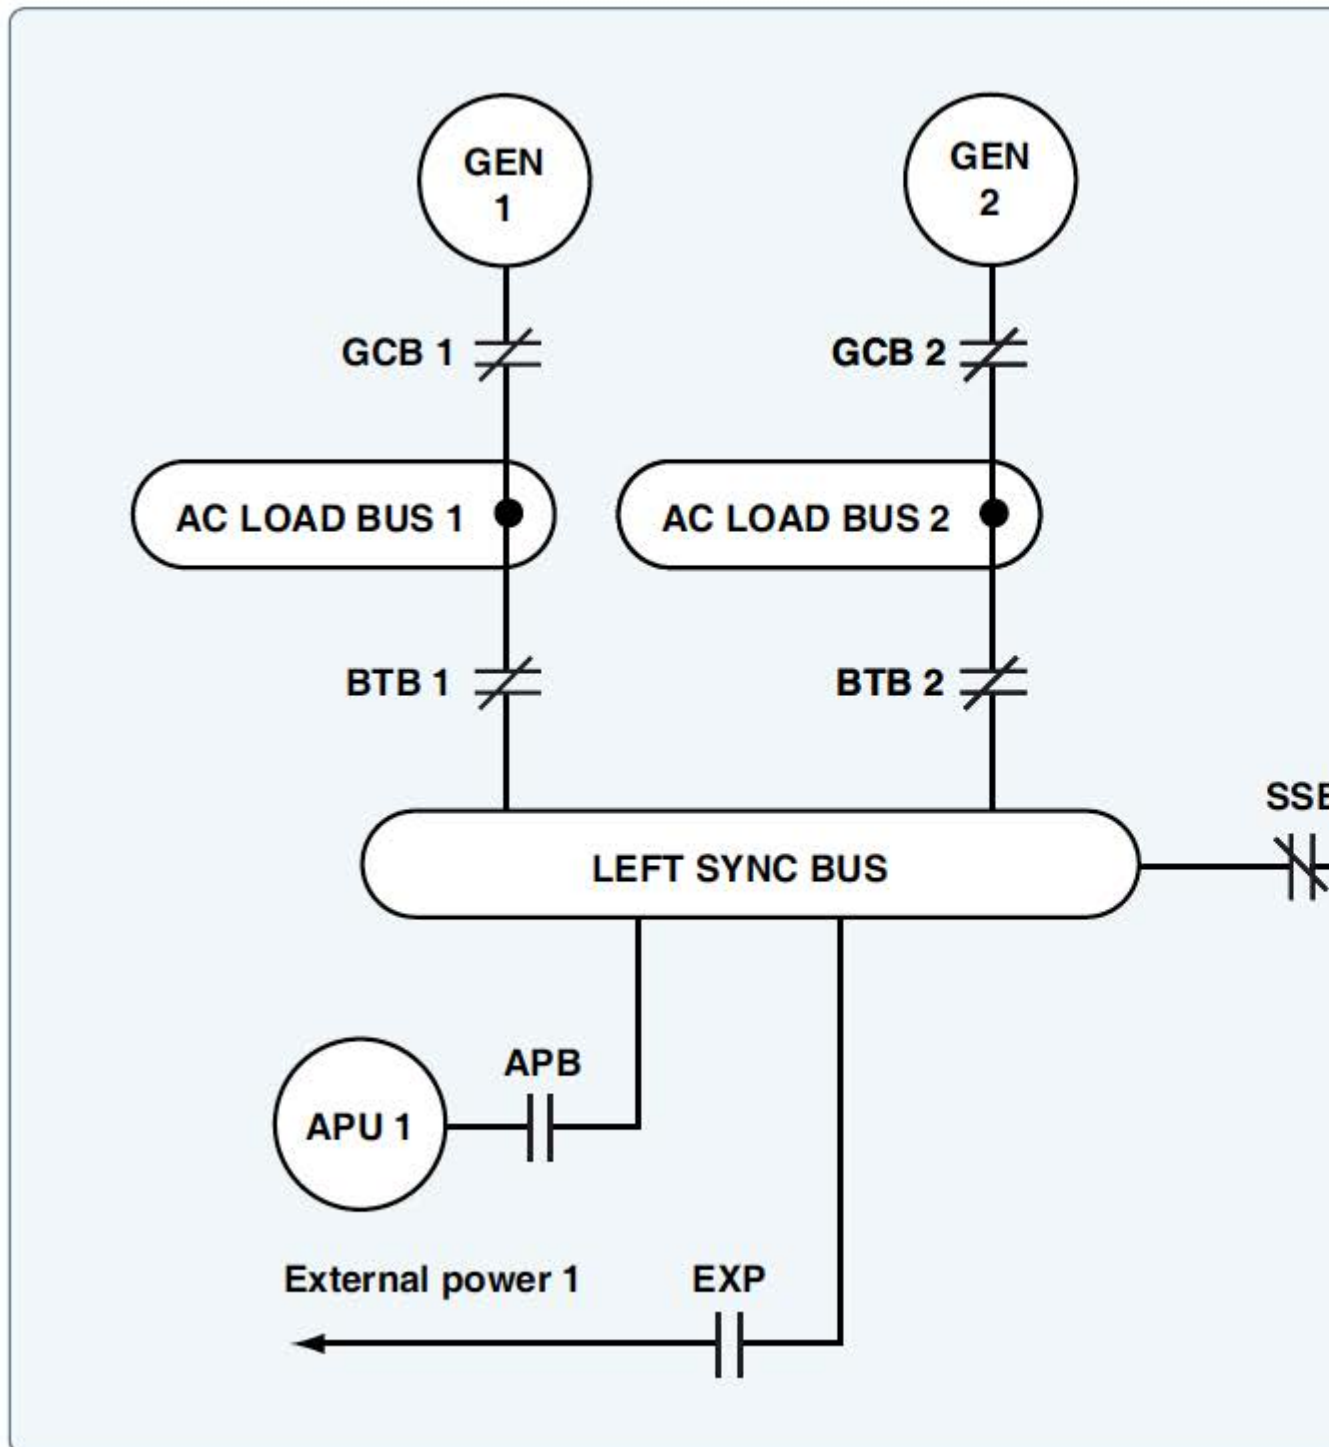 GEN
1
GEN
2
GCB 1
GCB 2
AC LOAD BUS 1
AC LOAD BUS 2
BTB 1
BTB 2
SSB
LEFT SYNC BUS
APB
APU 1
External power 1
EXP